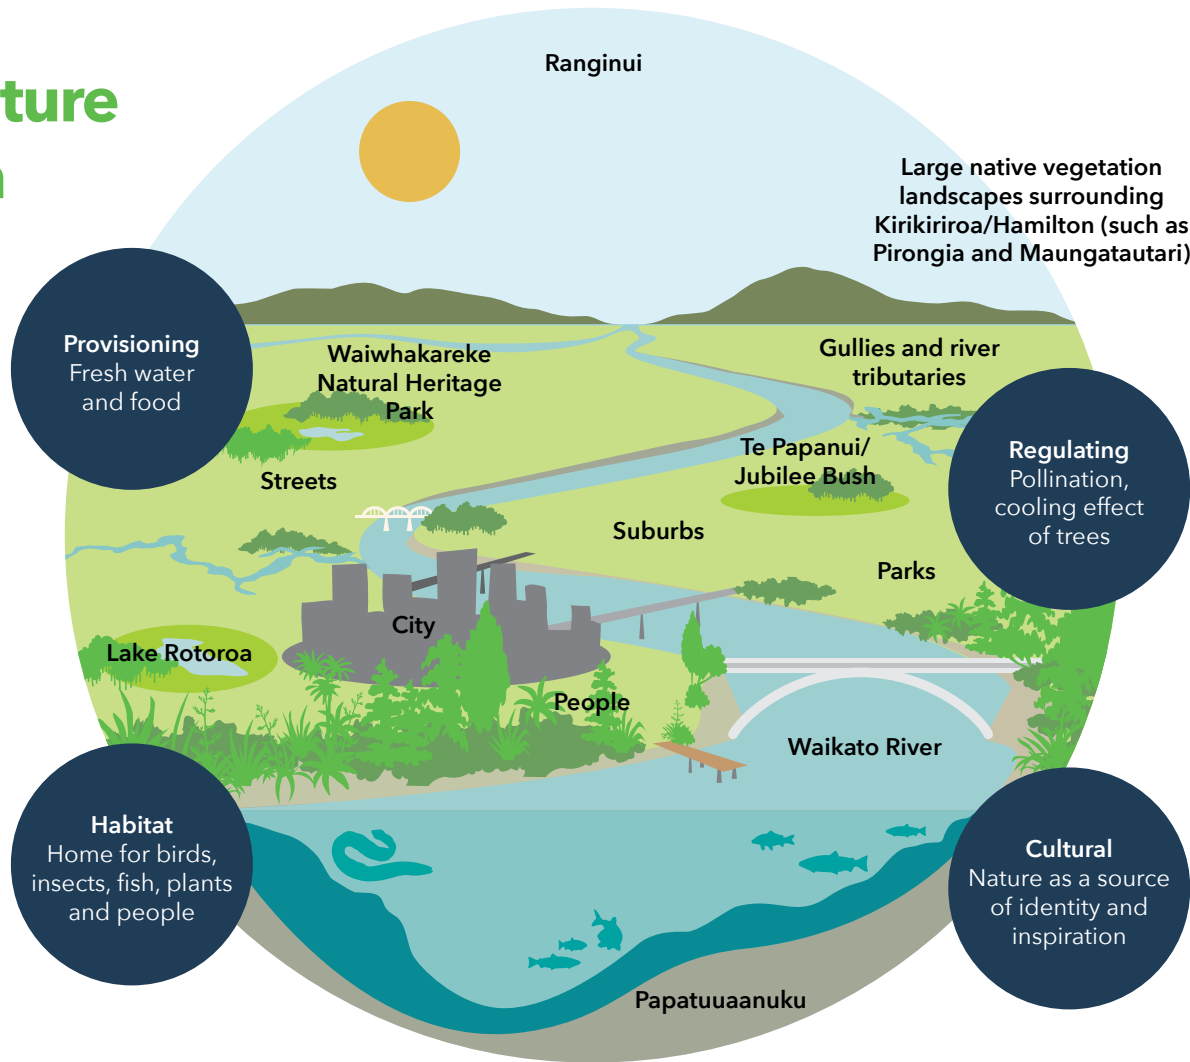 Ranginui
ture
Large native vegetation
landscapes surrounding
Kirikiriroa/Hamilton (such as
Pirongia and Maungatautari)
Provisioning
Fresh water
and food
Waiwhakareke
Natural Heritage
Park
Gullies and river
tributaries
Te Papanui/
Jubilee Bush
Regulating
Pollination,
cooling effect
of trees
Streets
Suburbs
Parks
City
Lake Rotoroa
People
Waikato River
Habitat
Home for birds,
insects, fish, plants
and people
Cultural
Nature as a source
of identity and
inspiration
Papatuuaanuku